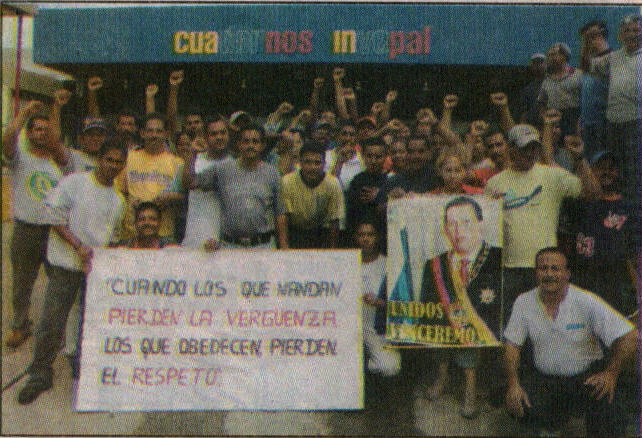 cuadernos invepal
"CUANDO LOS QUE MANDAN
PIERDEN LA VERGUENZA
LOS QUE OBEDECEN, PIERDEN
EL RESPETO".
UNIDOS
VENCEREMOS